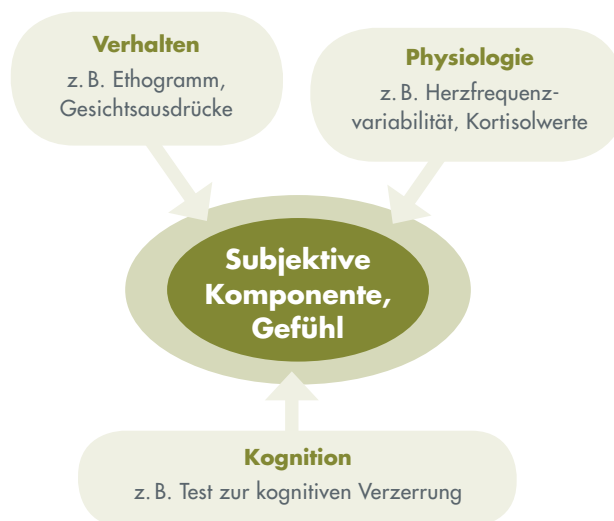 Verhalten
z. B. Ethogramm,
Gesichtsausdrücke
Physiologie
z. B. Herzfrequenz-
variabilität, Kortisolwerte
Subjektive
Komponente,
Gefühl
Kognition
z. B. Test zur kognitiven Verzerrung